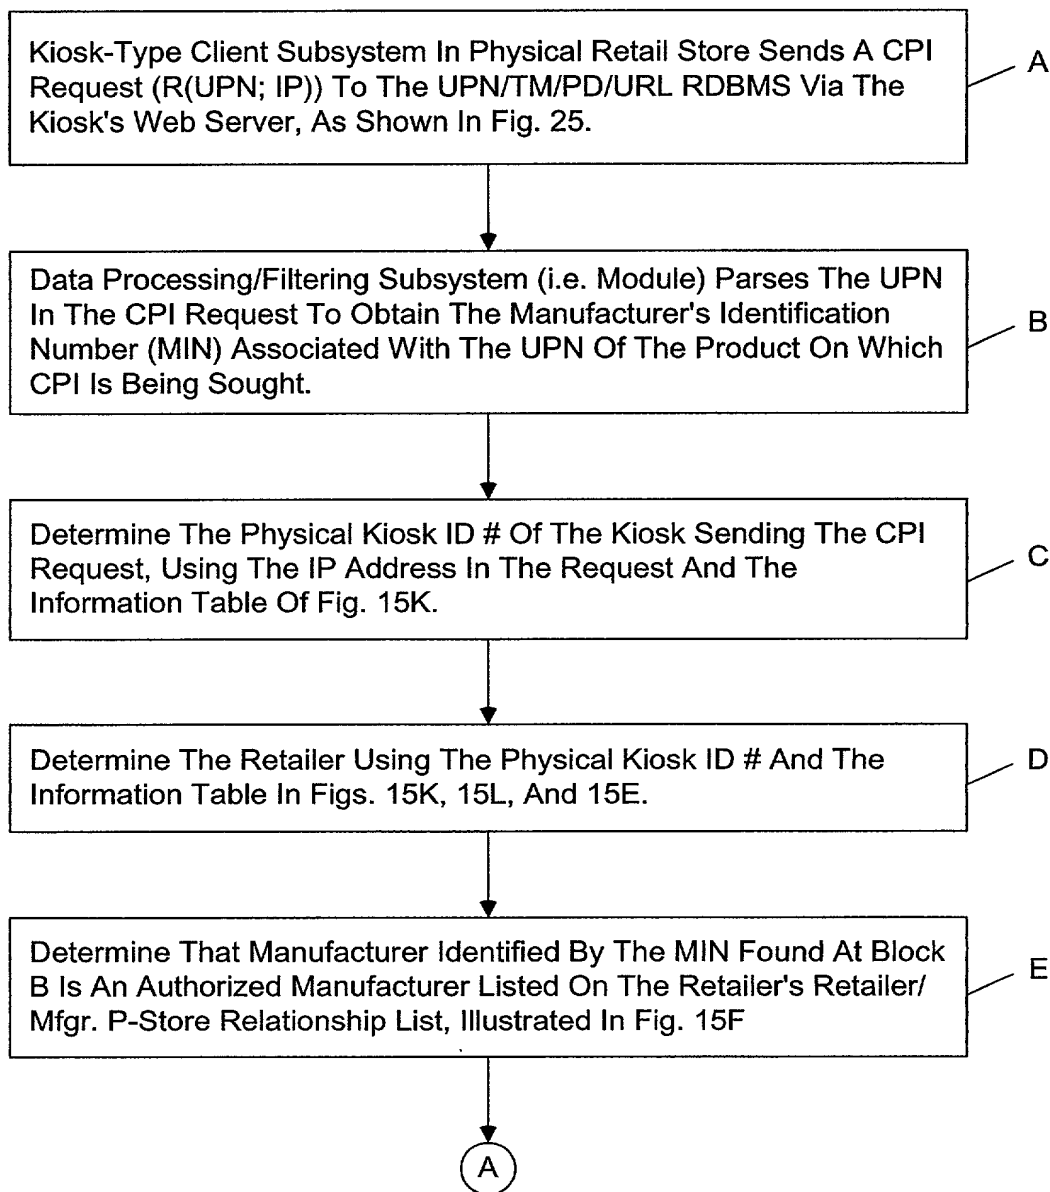 Kiosk-Type Client Subsystem In Physical Retail Store Sends A CPI
Request (R(UPN; IP)) To The UPN/TM/PD/URL RDBMS Via The
Kiosk's Web Server, As Shown In Fig. 25.
A
Data Processing/Filtering Subsystem (i.e. Module) Parses The UPN
In The CPI Request To Obtain The Manufacturer's Identification
Number (MIN) Associated With The UPN Of The Product On Which
CPI Is Being Sought.
B
Determine The Physical Kiosk ID # Of The Kiosk Sending The CPI
Request, Using The IP Address In The Request And The
Information Table Of Fig. 15K.
C
Determine The Retailer Using The Physical Kiosk ID # And The
Information Table In Figs. 15K, 15L, And 15E.
D
Determine That Manufacturer Identified By The MIN Found At Block
B Is An Authorized Manufacturer Listed On The Retailer's Retailer/
Mfgr. P-Store Relationship List, Illustrated In Fig. 15F
E
A